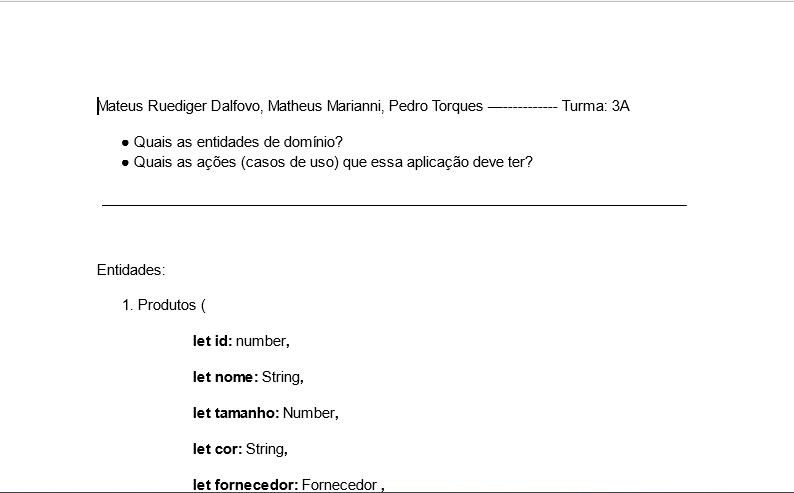 Mateus Ruediger Dalfovo, Matheus Marianni, Pedro Torques —------------ Turma: 3A
● Quais as entidades de domínio?
● Quais as ações (casos de uso) que essa aplicação deve ter?
Entidades:
1. Produtos (
let id: number,
let nome: String,
let tamanho: Number,
let cor: String,
let fornecedor: Fornecedor ,